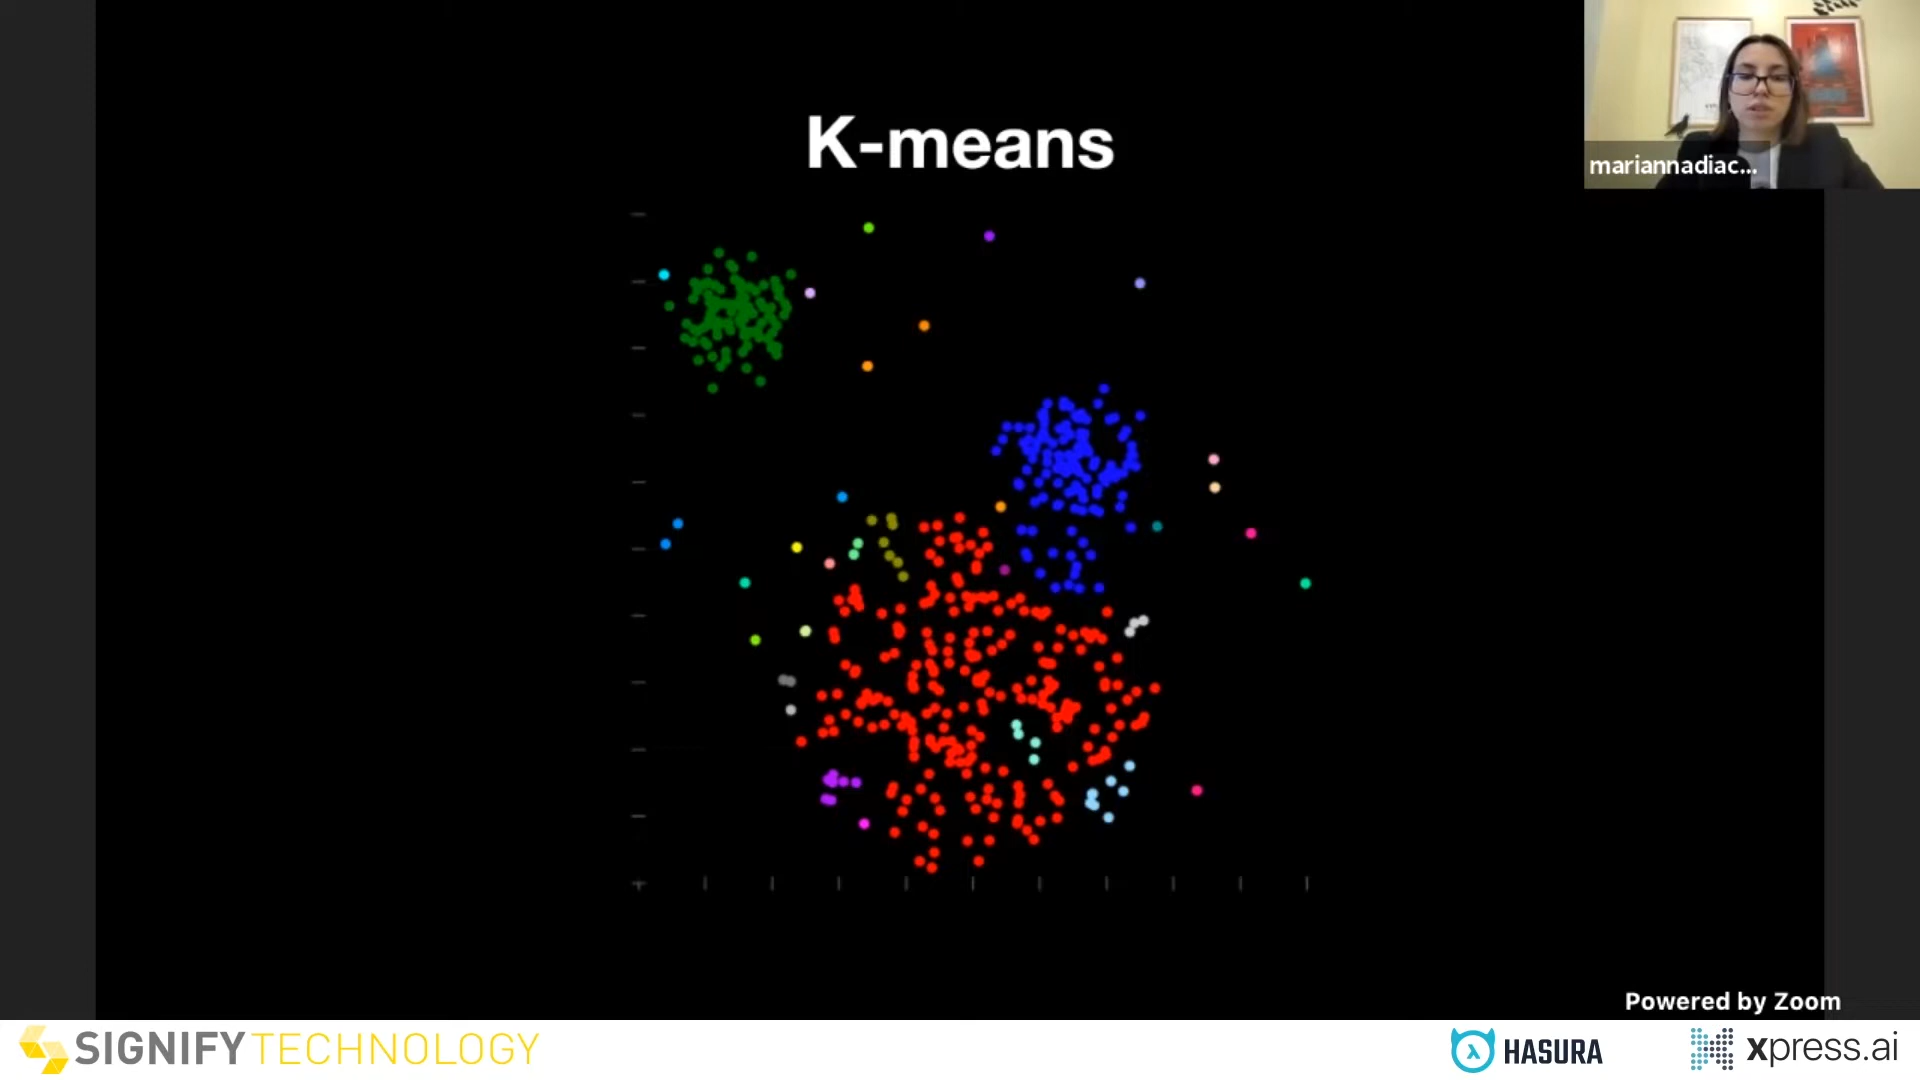 K-means
mariannadiac...
Powered by Zoom
SIGNIFY TECHNOLOGY
HASURA
xpress.ai